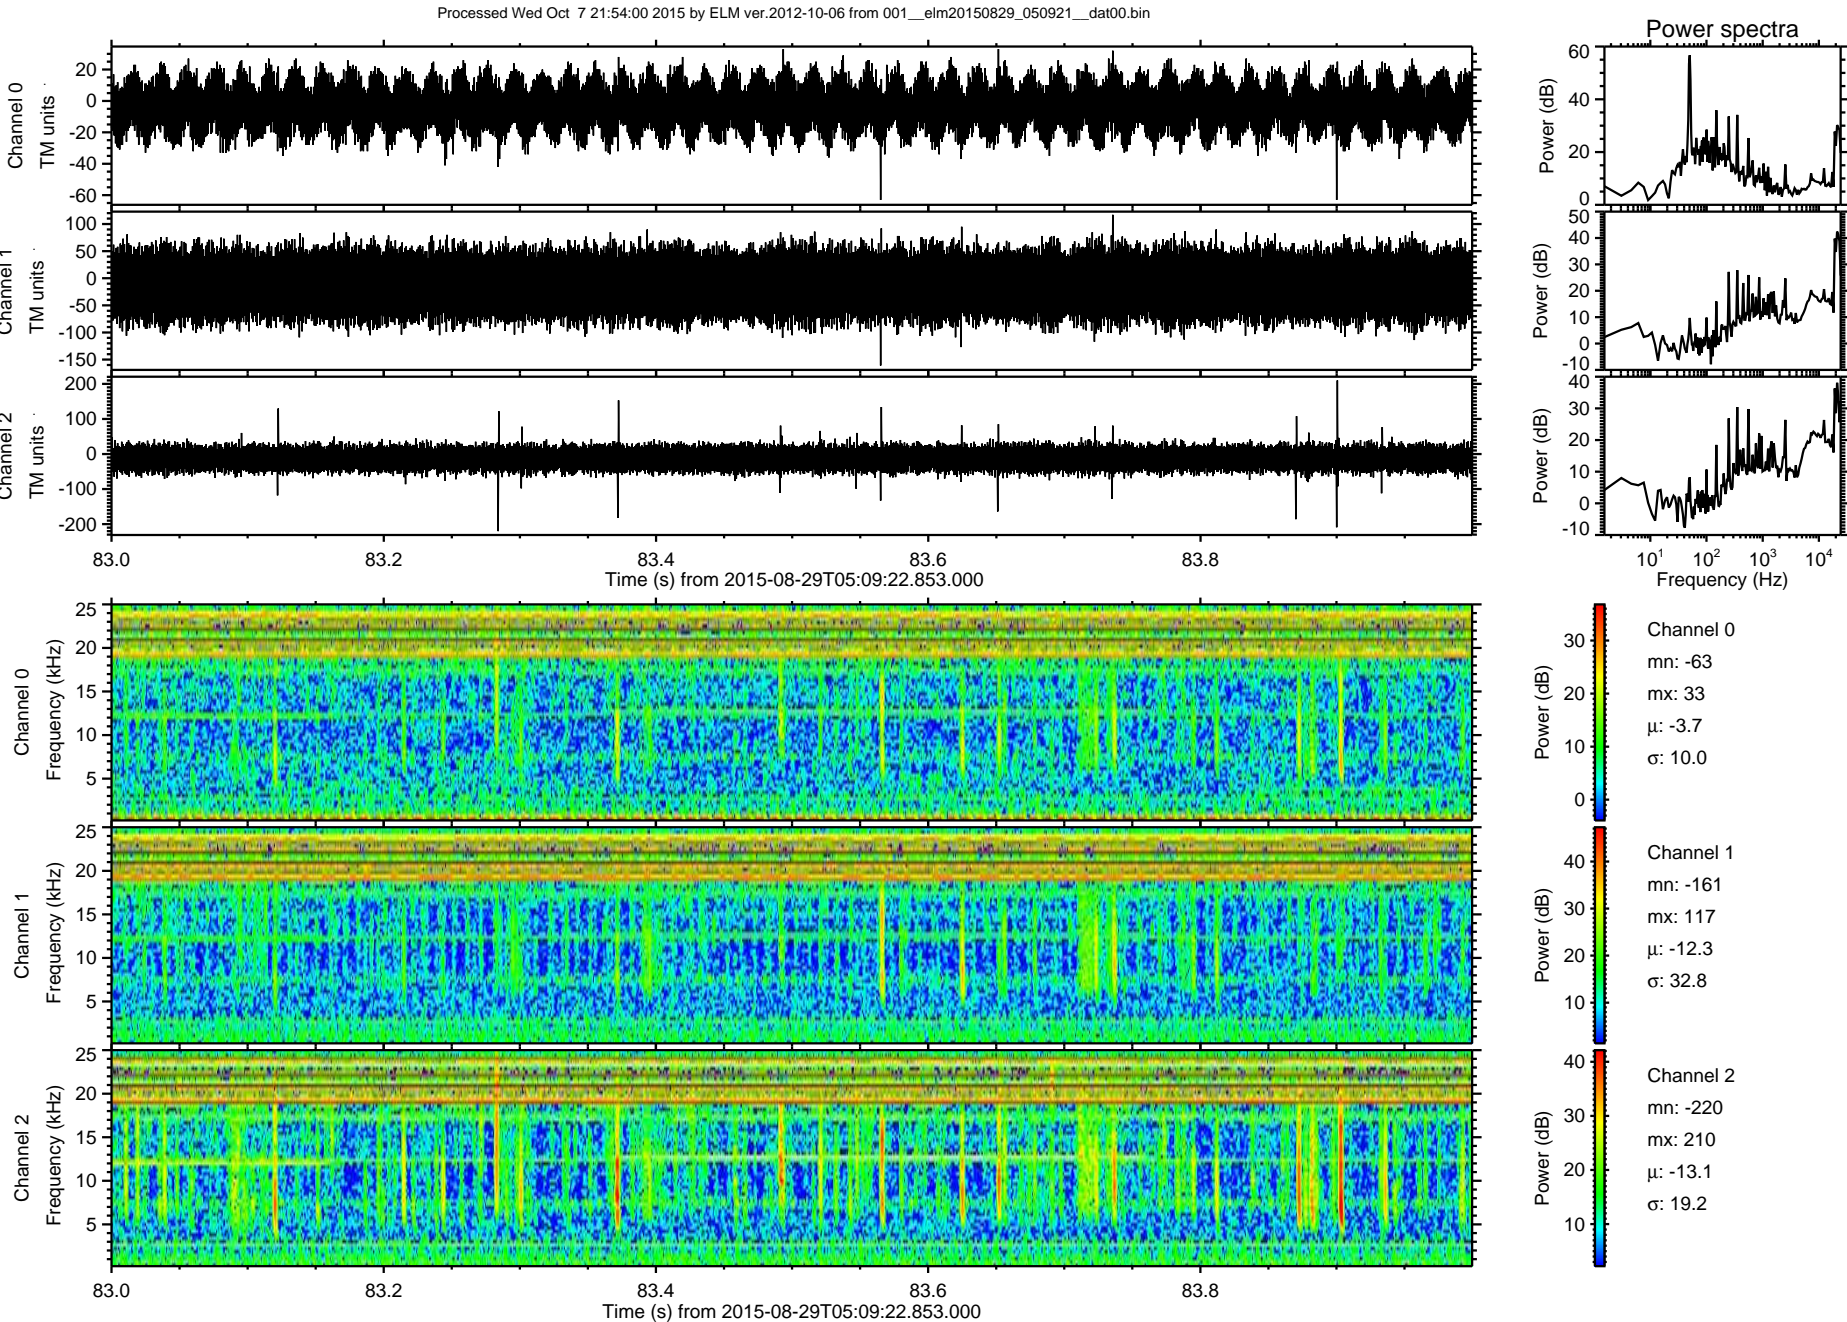 Processed Wed Oct  7 21:54:00 2015 by ELM ver.2012-10-06 from 001__elm20150829_050921__dat00.bin
Power spectra
Channel 0
TM units
20
0
-20
-40
-60
Power (dB)
60
40
20
0
Channel 1
TM units
100
50
0
-50
-100
-150
Power (dB)
50
40
30
20
10
0
-10
Channel 2
TM units
200
100
0
-100
-200
Power (dB)
40
30
20
10
0
-10
83.0 83.2 83.4 83.6 83.8
Time (s) from 2015-08-29T05:09:22.853.000
10¹ 10² 10³ 10⁴
Frequency (Hz)
Channel 0
Frequency (kHz)
25
20
15
10
5
Power (dB)
30
20
10
0
Channel 0
mn: -63
mx: 33
μ: -3.7
σ: 10.0
Channel 1
Frequency (kHz)
25
20
15
10
5
Power (dB)
40
30
20
10
Channel 1
mn: -161
mx: 117
μ: -12.3
σ: 32.8
Channel 2
Frequency (kHz)
25
20
15
10
5
Power (dB)
40
30
20
10
Channel 2
mn: -220
mx: 210
μ: -13.1
σ: 19.2
83.0 83.2 83.4 83.6 83.8
Time (s) from 2015-08-29T05:09:22.853.000